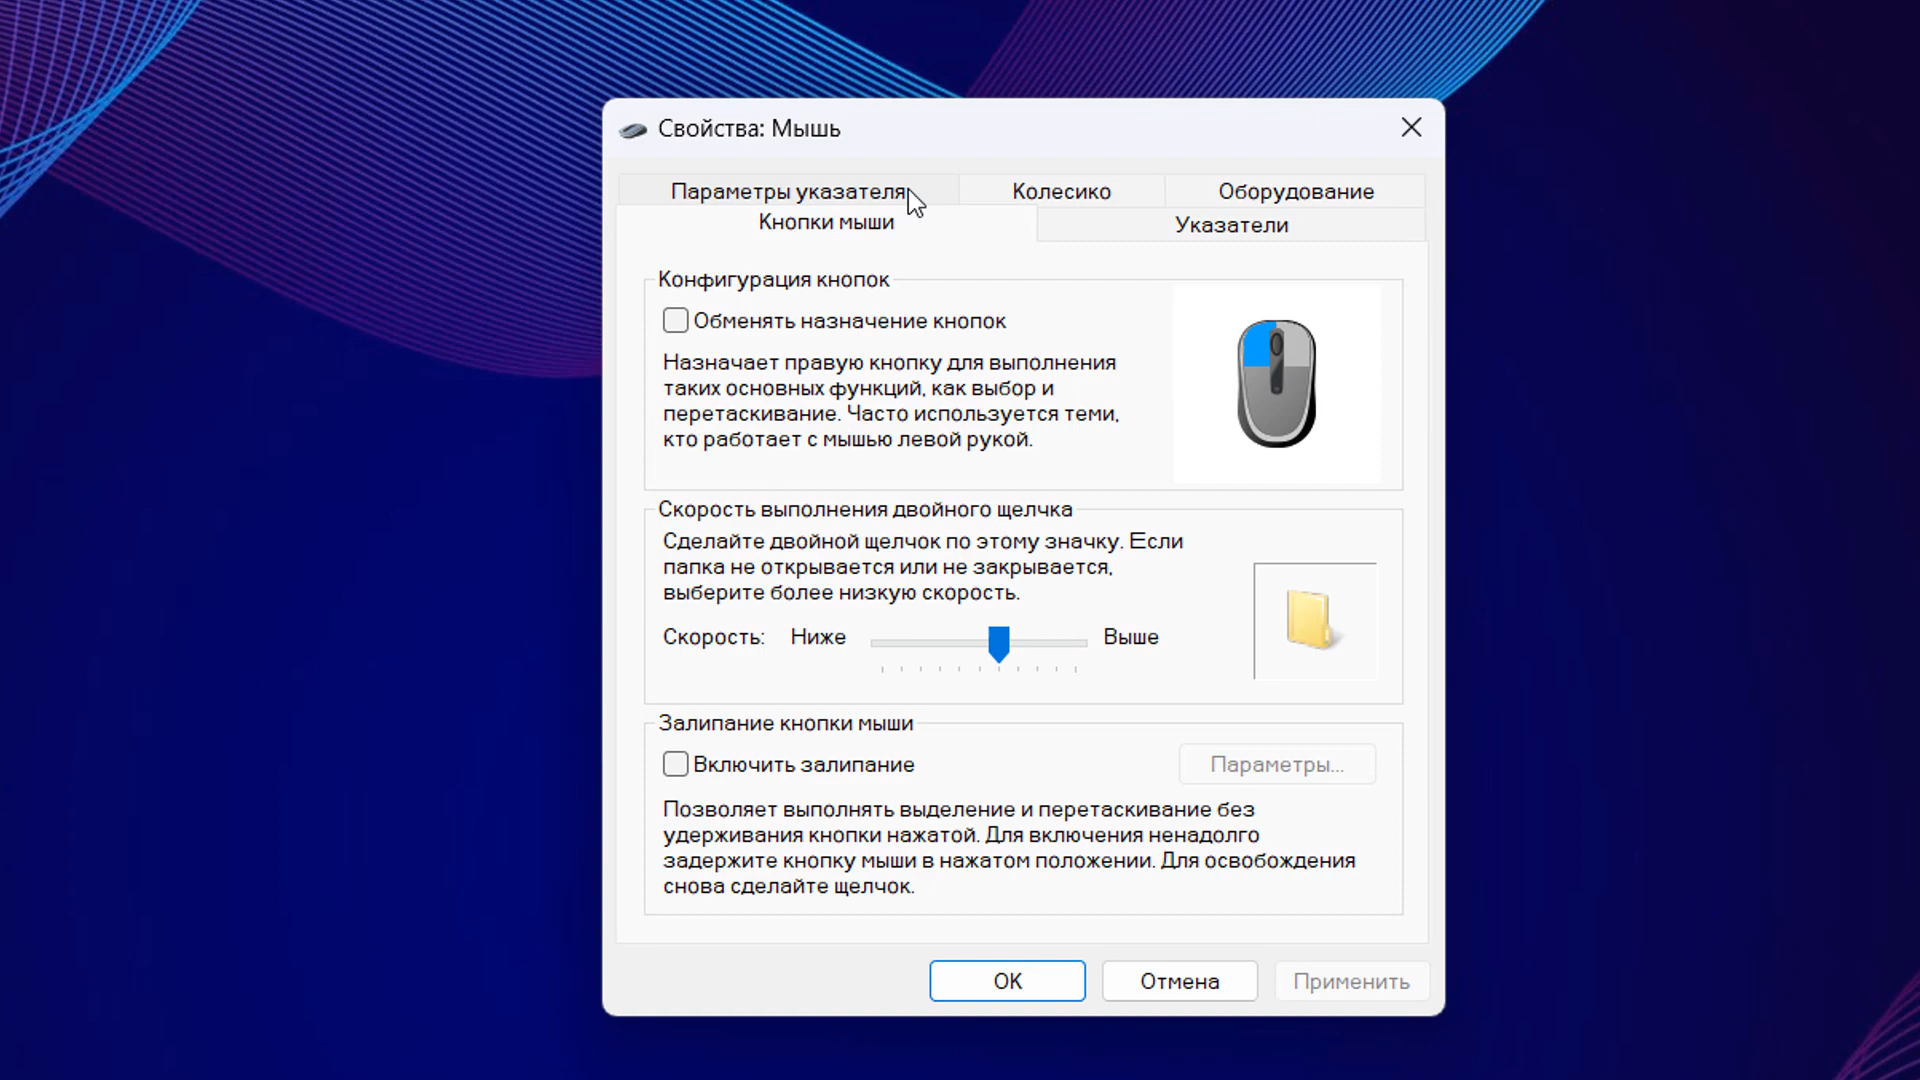 Свойства: Мышь
Параметры указателя
Колесико
Оборудование
Кнопки мыши
Указатели
Конфигурация кнопок
Обменять назначение кнопок
Назначает правую кнопку для выполнения
таких основных функций, как выбор и
перетаскивание. Часто используется теми,
кто работает с мышью левой рукой.
Скорость выполнения двойного щелчка
Сделайте двойной щелчок по этому значку. Если
папка не открывается или не закрывается,
выберите более низкую скорость.
Скорость: Ниже Выше
Залипание кнопки мыши
Включить залипание
Параметры...
Позволяет выполнять выделение и перетаскивание без
удерживания кнопки нажатой. Для включения ненадолго
задержите кнопку мыши в нажатом положении. Для освобождения
снова сделайте щелчок.
OK
Отмена
Применить